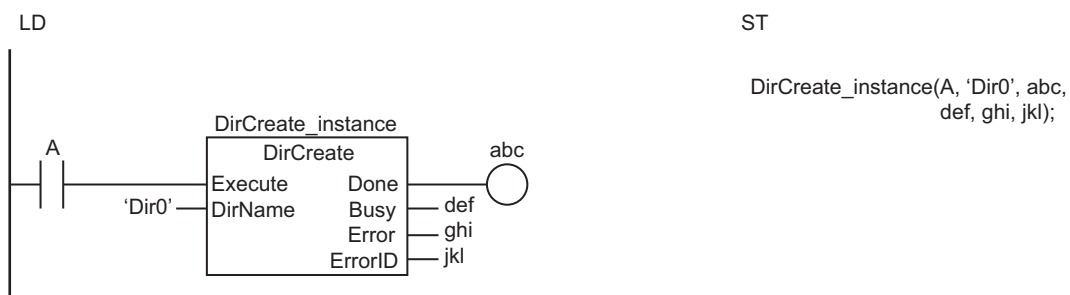 LD
ST
DirCreate_instance(A, ‘Dir0’, abc,
def, ghi, jkl);
DirCreate_instance
DirCreate
A
abc
Execute Done
‘Dir0’ DirName Busy def
Error ghi
ErrorID jkl